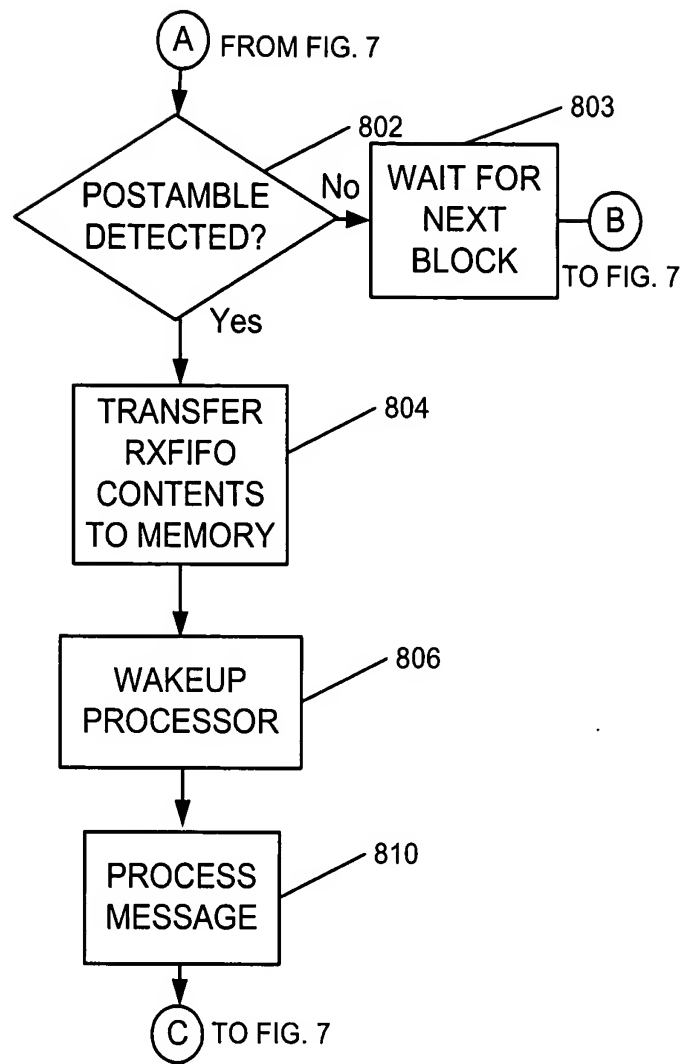 A FROM FIG. 7
802
POSTAMBLE
DETECTED?
No
803
WAIT FOR
NEXT
BLOCK
B
TO FIG. 7
Yes
804
TRANSFER
RXFIFO
CONTENTS
TO MEMORY
806
WAKEUP
PROCESSOR
810
PROCESS
MESSAGE
C TO FIG. 7